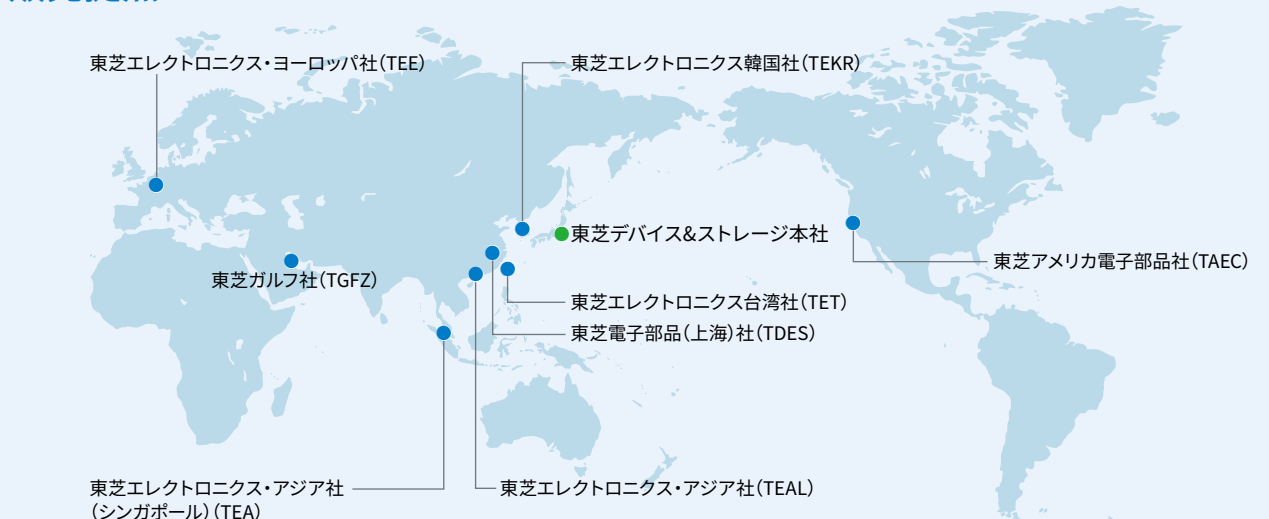 東芝エレクトロニクス・ヨーロッパ社(TEE)
東芝エレクトロニクス韓国社(TEKR)
東芝デバイス&ストレージ本社
東芝アメリカ電子部品社(TAEC)
東芝ガルフ社(TGFZ)
東芝エレクトロニクス台湾社(TET)
東芝電子部品(上海)社(TDES)
東芝エレクトロニクス・アジア社
(シンガポール)(TEA)
東芝エレクトロニクス・アジア社(TEAL)